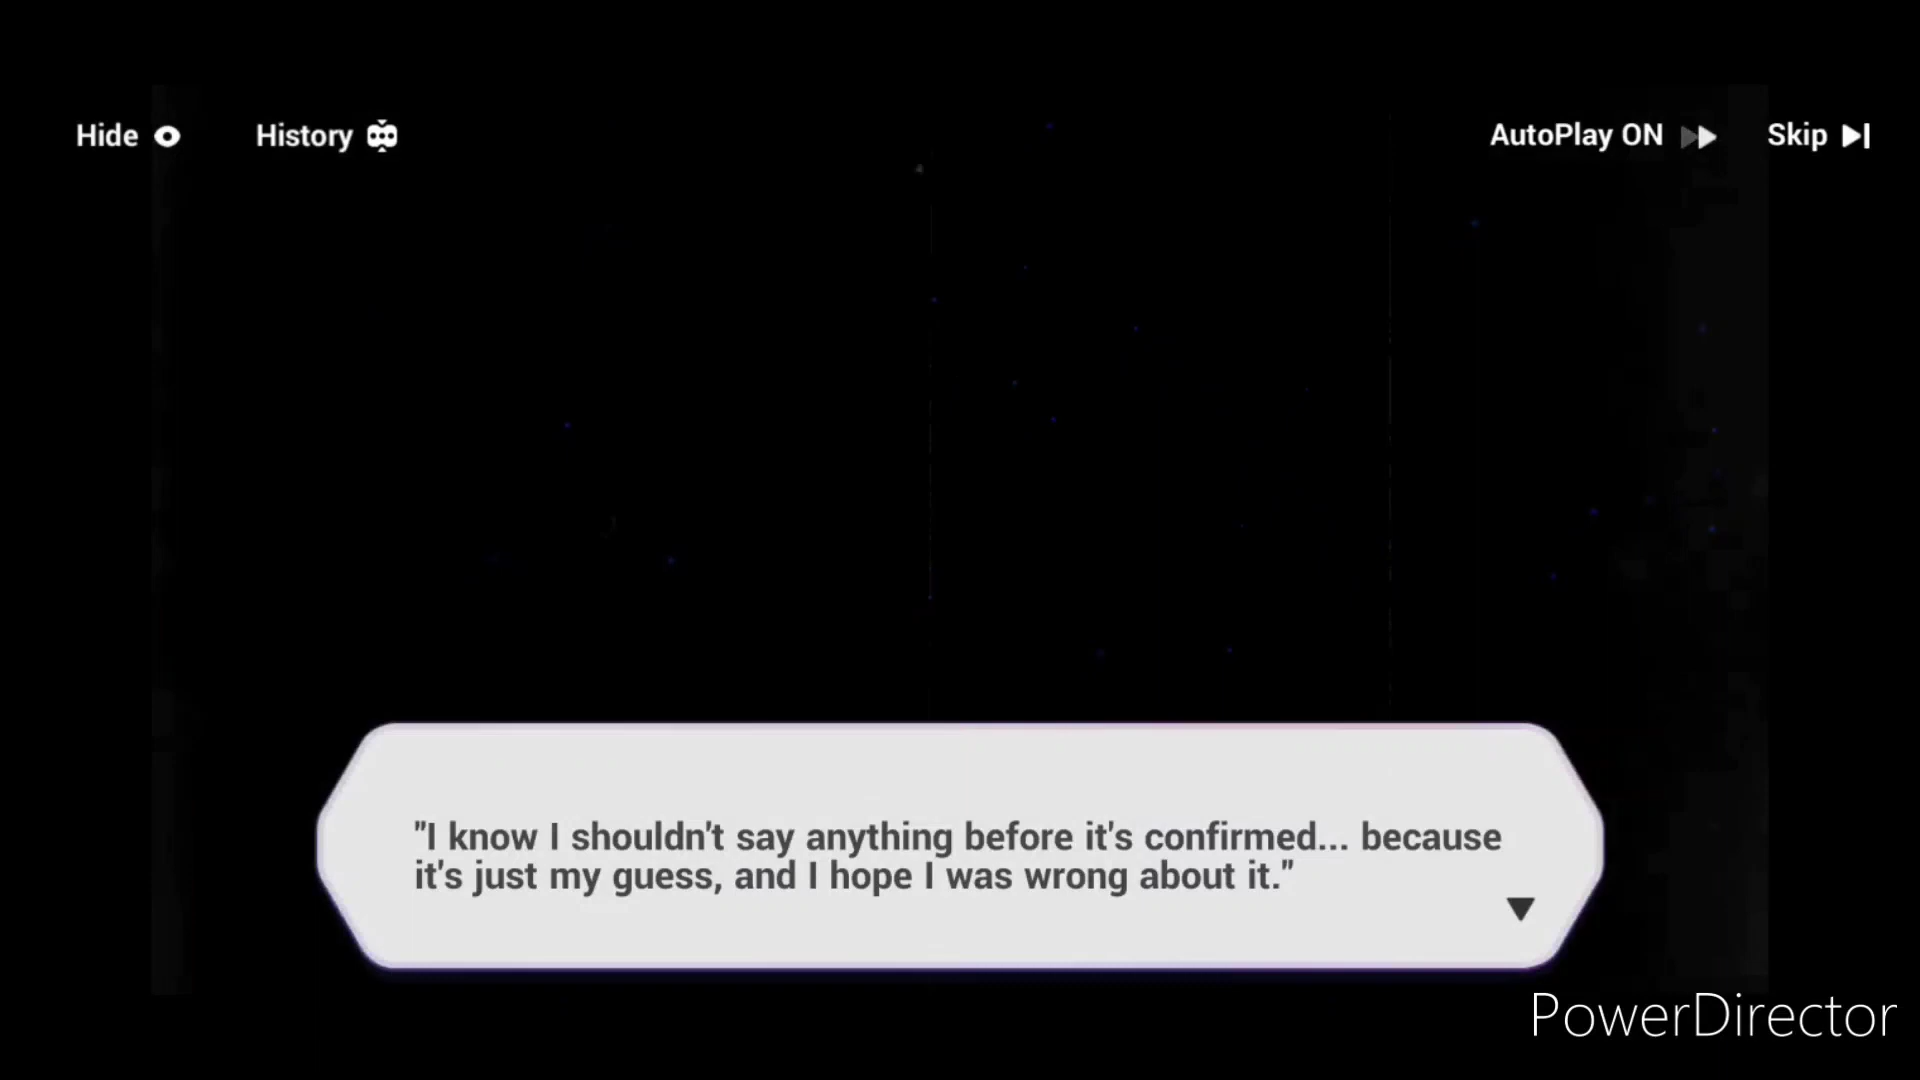 Hide
History
AutoPlay ON
Skip
"I know I shouldn't say anything before it's confirmed... because
it's just my guess, and I hope I was wrong about it."
PowerDirector